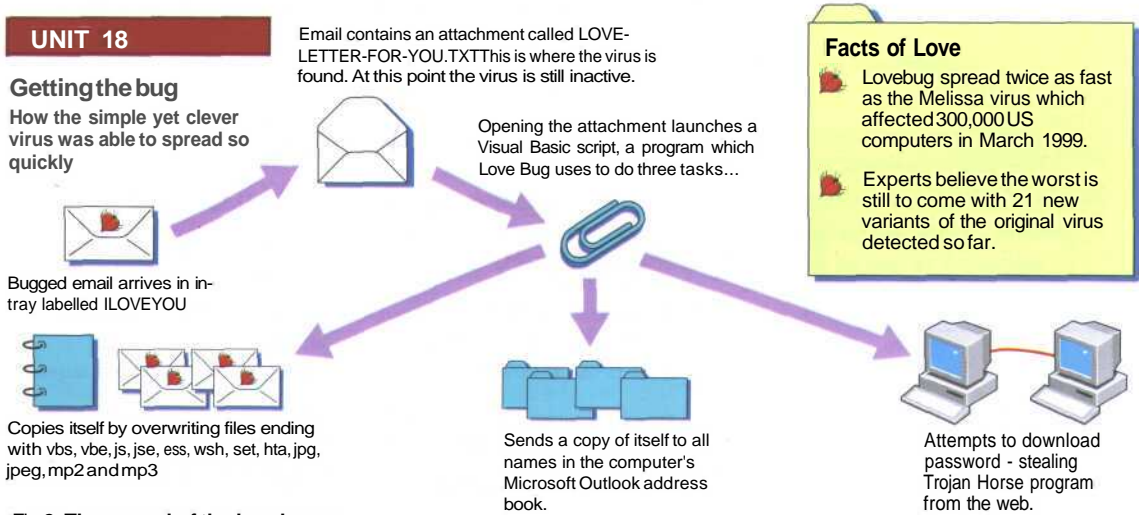 UNIT 18
Getting the bug
How the simple yet clever
virus was able to spread so
quickly
Bugged email arrives in in-
tray labelled ILOVEYOU
Email contains an attachment called LOVE-
LETTER-FOR-YOU.TXTThis is where the virus is
found. At this point the virus is still inactive.
Opening the attachment launches a
Visual Basic script, a program which
Love Bug uses to do three tasks...
Facts of Love
Lovebug spread twice as fast
as the Melissa virus which
affected 300,000 US
computers in March 1999.
Experts believe the worst is
still to come with 21 new
variants of the original virus
detected so far.
Copies itself by overwriting files ending
with vbs, vbe, js, jse, ess, wsh, set, hta, jpg,
jpeg, mp2 and mp3
Sends a copy of itself to all
names in the computer's
Microsoft Outlook address
book.
Attempts to download
password - stealing
Trojan Horse program
from the web.